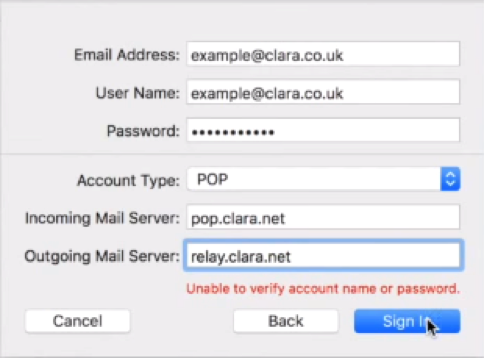 Email Address: example@clara.co.uk
User Name: example@clara.co.uk
Password: •••••••••••
Account Type: POP
Incoming Mail Server: pop.clara.net
Outgoing Mail Server: relay.clara.net
Unable to verify account name or password.
Cancel Back Sign In